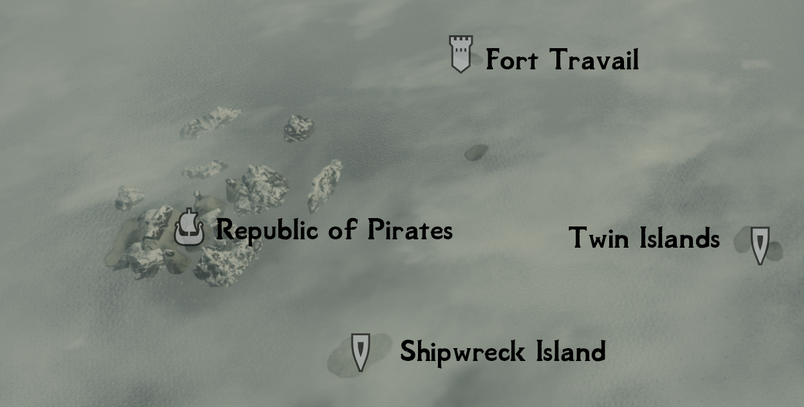 Fort Travail
Republic of Pirates
Twin Islands
Shipwreck Island